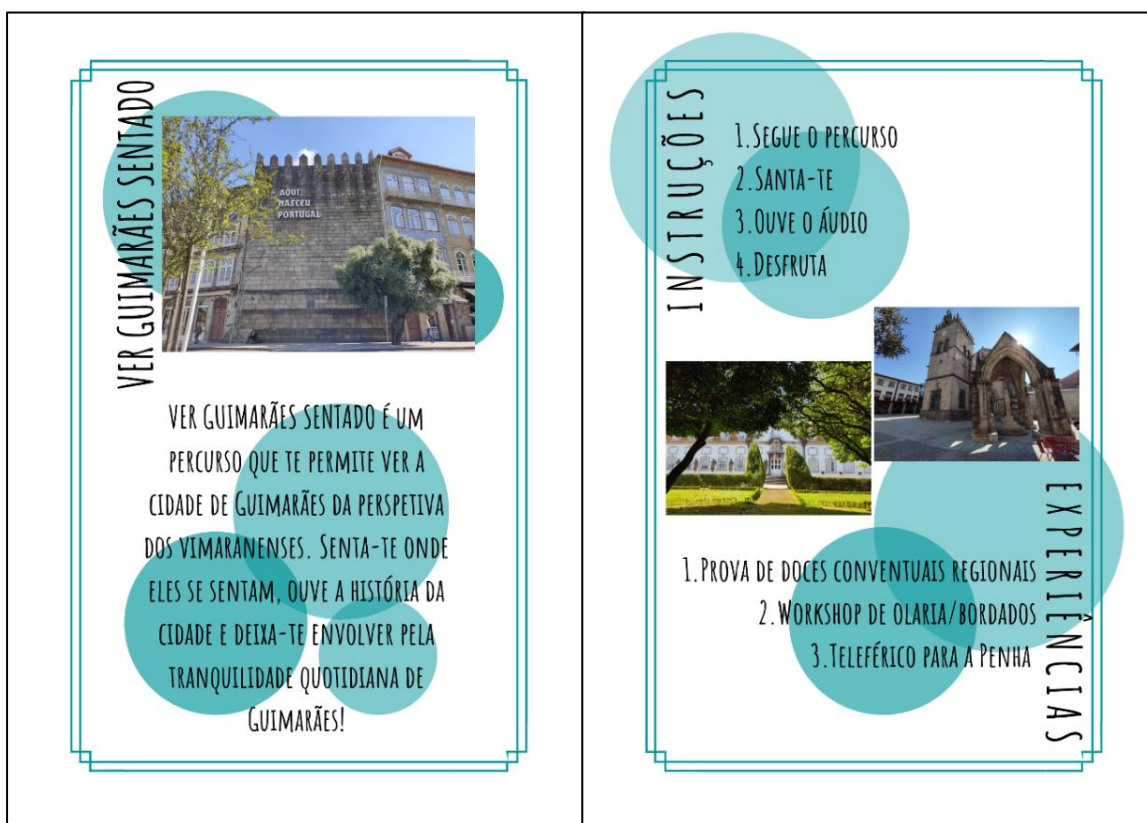 VER GUIMARÃES SENTADO
AQUI
NASCEU
PORTUGAL
VER GUIMARÃES SENTADO É UM
PERCURSO QUE TE PERMITE VER A
CIDADE DE GUIMARÃES DA PERSPETIVA
DOS VIMARANENSES. SENTA-TE ONDE
ELES SE SENTAM, OUVE A HISTÓRIA DA
CIDADE E DEIXA-TE ENVOLVER PELA
TRANQUILIDADE QUOTIDIANA DE
GUIMARÃES!
INSTRUÇÕES
1.SEGUE O PERCURSO
2.SANTA-TE
3.OUVE O ÁUDIO
4.DESFRUTA
EXPERIÊNCIAS
1.PROVA DE DOCES CONVENTUAIS REGIONAIS
2.WORKSHOP DE OLARIA/BORDADOS
3.TELEFÉRICO PARA A PENHA